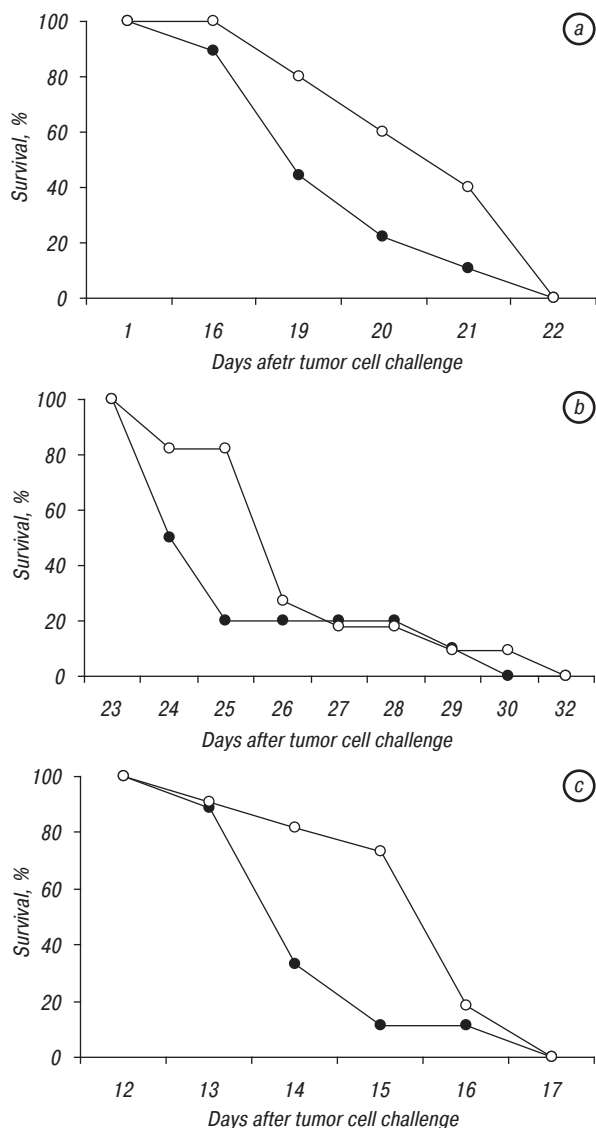 a
Survival, %
100
80
60
40
20
0
1 16 19 20 21 22
Days afetr tumor cell challenge
b
Survival, %
100
80
60
40
20
0
23 24 25 26 27 28 29 30 32
Days after tumor cell challenge
c
Survival, %
100
80
60
40
20
0
12 13 14 15 16 17
Days after tumor cell challenge